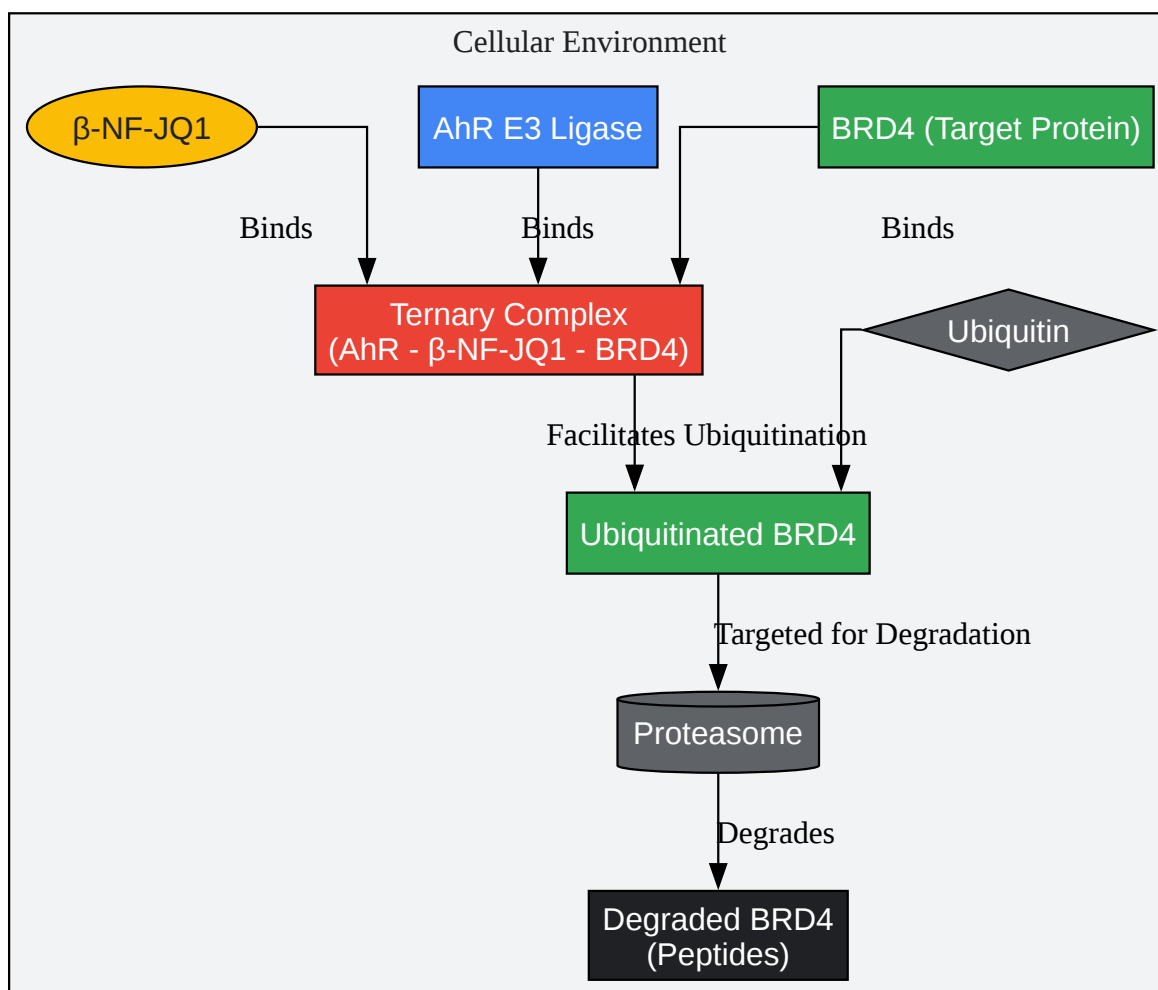 Cellular Environment
β-NF-JQ1
AhR E3 Ligase
BRD4 (Target Protein)
Binds
Binds
Binds
Ternary Complex
(AhR - β-NF-JQ1 - BRD4)
Ubiquitin
Facilitates Ubiquitination
Ubiquitinated BRD4
Targeted for Degradation
Proteasome
Degrades
Degraded BRD4
(Peptides)